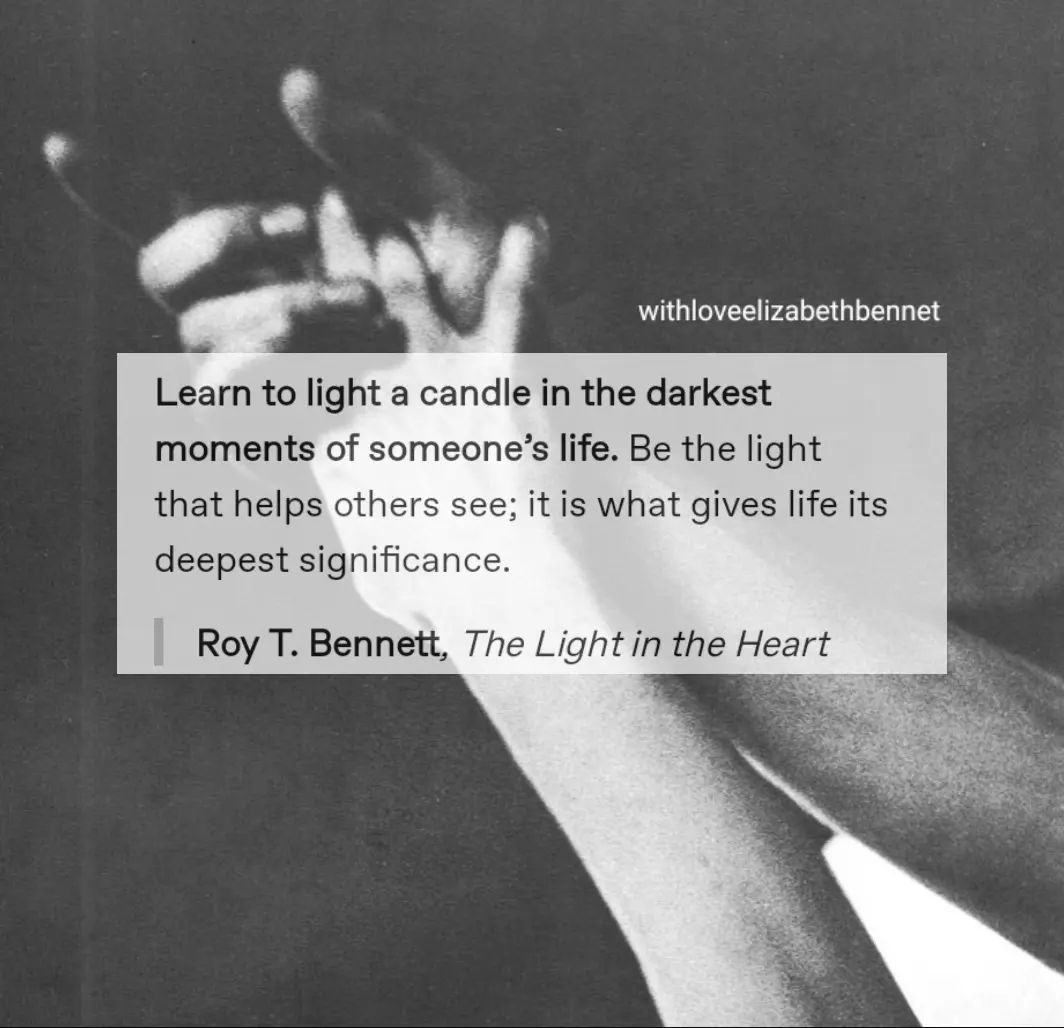 withloveelizabethbennet
Learn to light a candle in the darkest
moments of someone’s life. Be the light
that helps others see; it is what gives life its
deepest significance.
Roy T. Bennett, The Light in the Heart